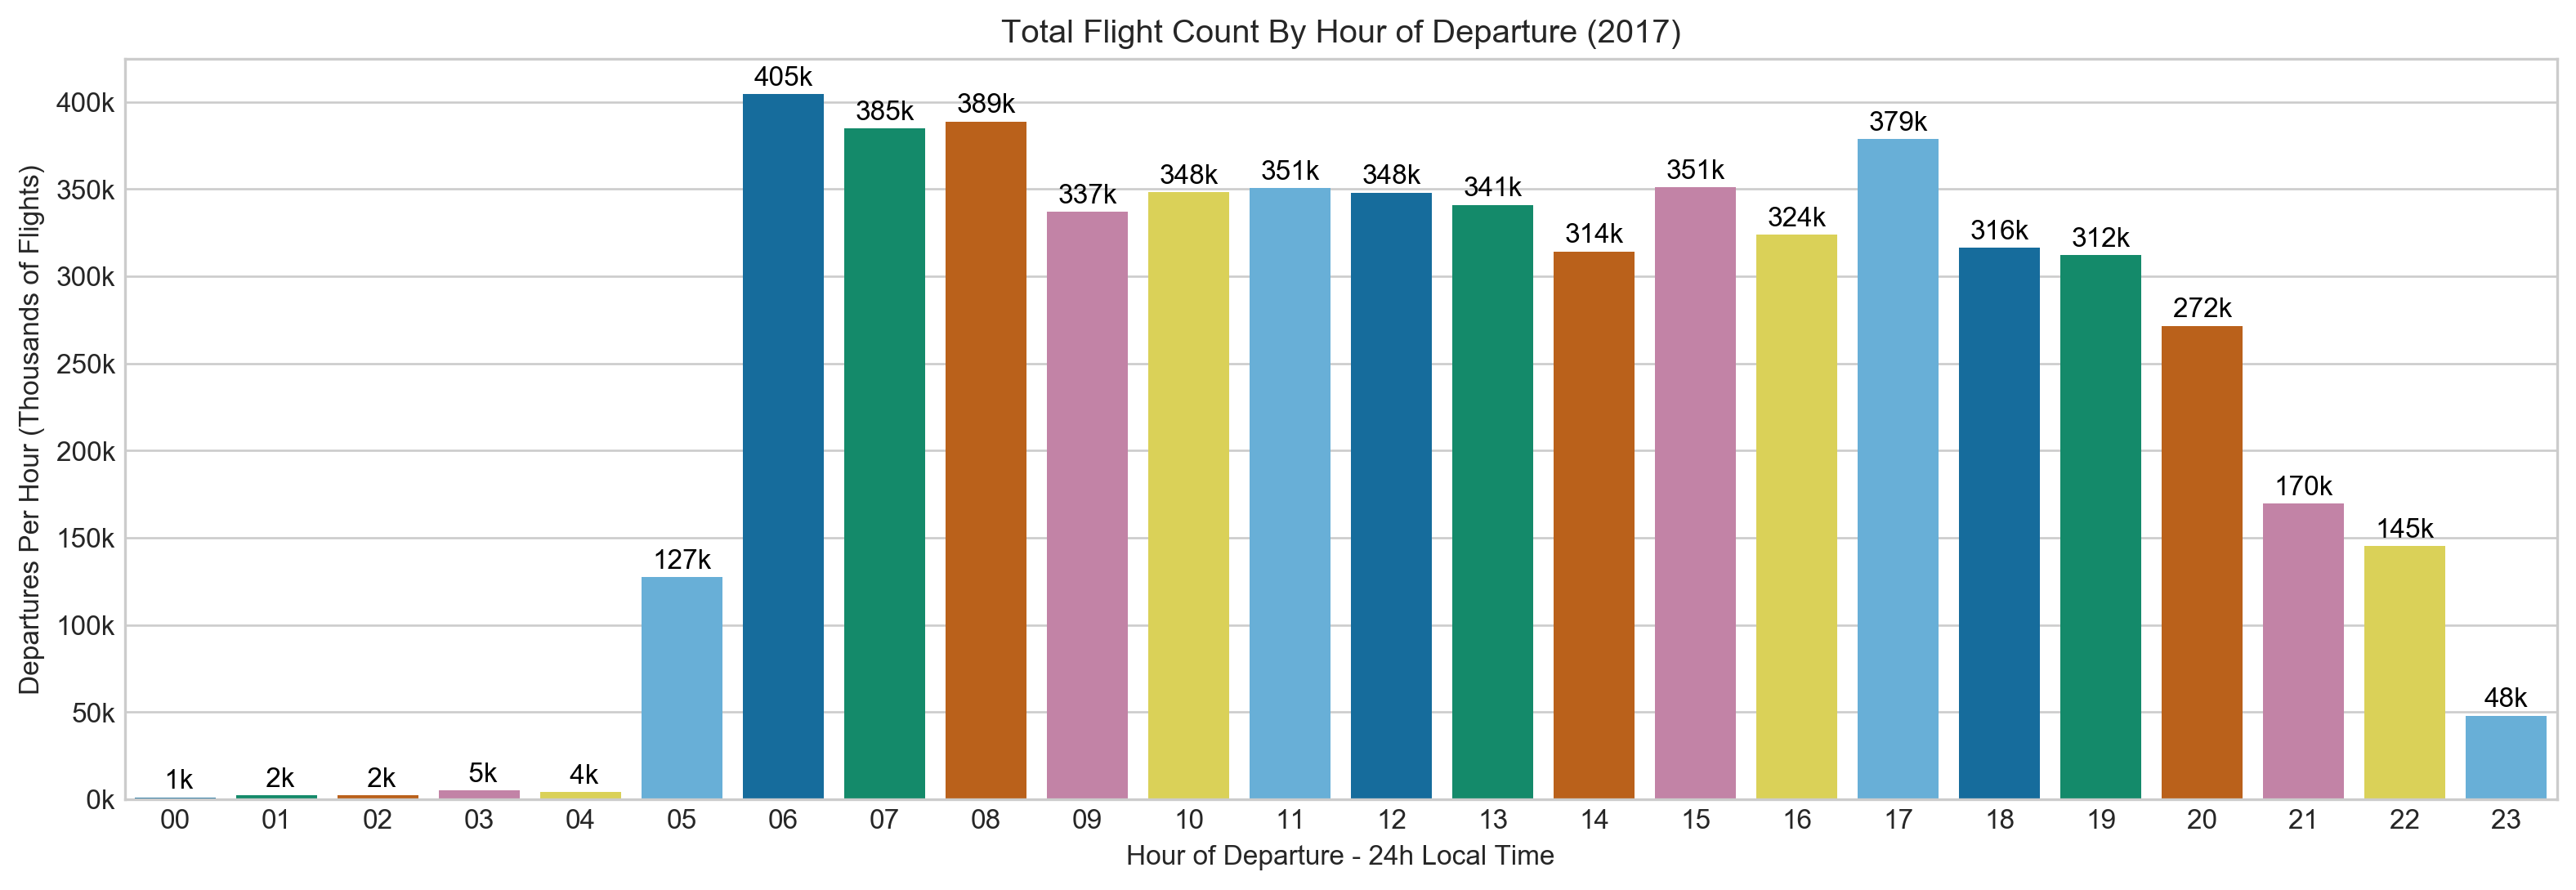 Total Flight Count By Hour of Departure (2017)
Departures Per Hour (Thousands of Flights)
400k
350k
300k
250k
200k
150k
100k
50k
0k
1k
2k
2k
5k
4k
127k
405k
385k
389k
337k
348k
351k
348k
341k
314k
351k
324k
379k
316k
312k
272k
170k
145k
48k
00 01 02 03 04 05 06 07 08 09 10 11 12 13 14 15 16 17 18 19 20 21 22 23
Hour of Departure - 24h Local Time